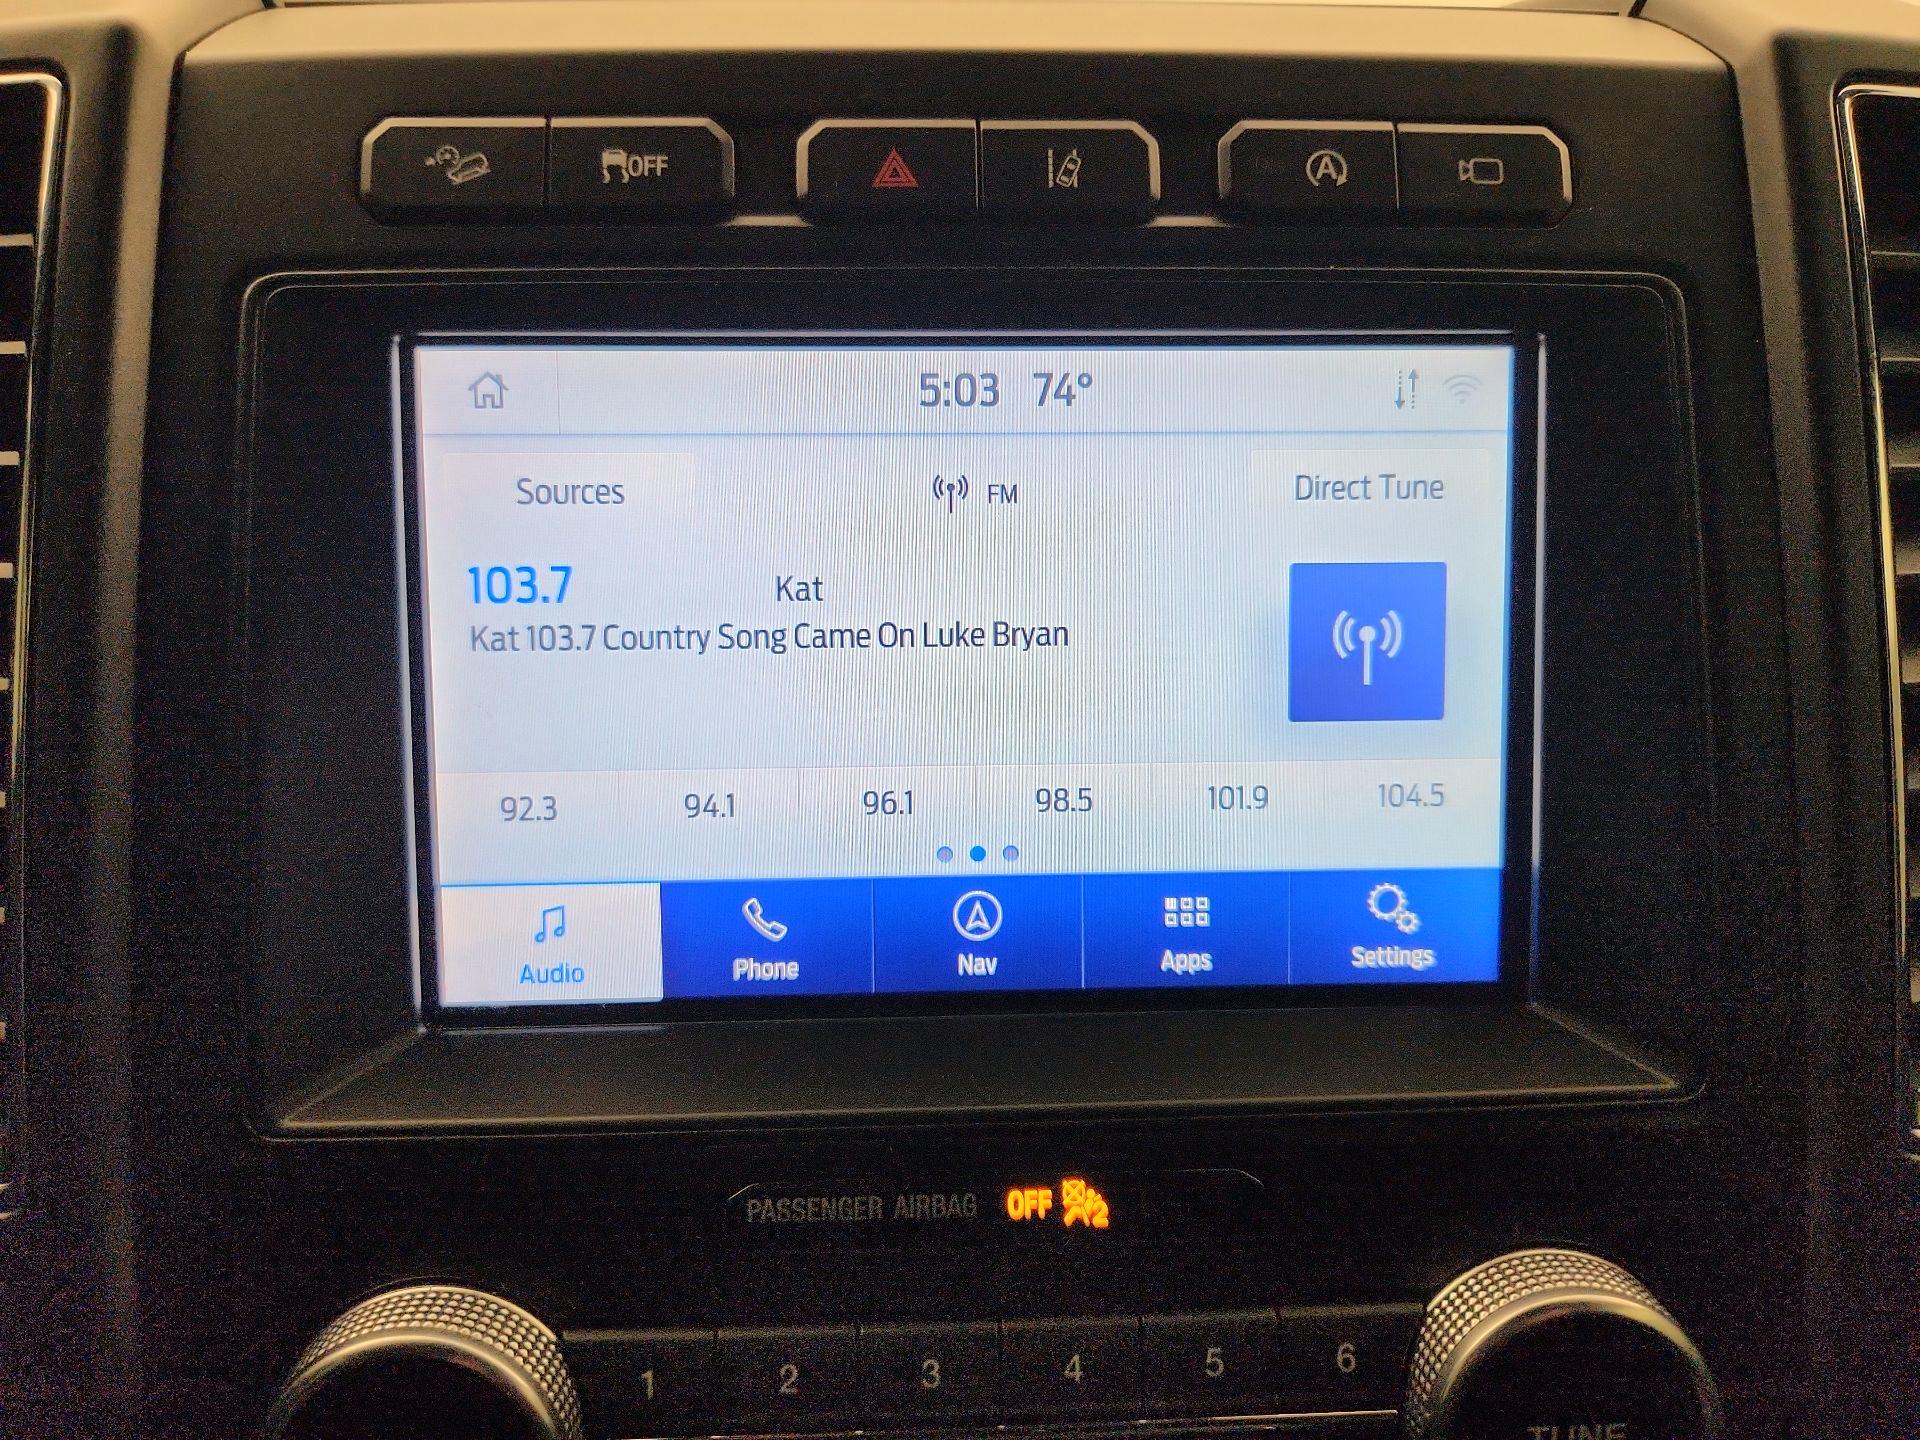 OFF
A
5:03 74°
Sources FM Direct Tune
103.7 Kat
Kat 103.7 Country Song Came On Luke Bryan
92.3 94.1 96.1 98.5 101.9 104.5
Audio Phone Nav Apps Settings
PASSENGER AIRBAG OFF 2
1 2 3 4 5 6
TUNE